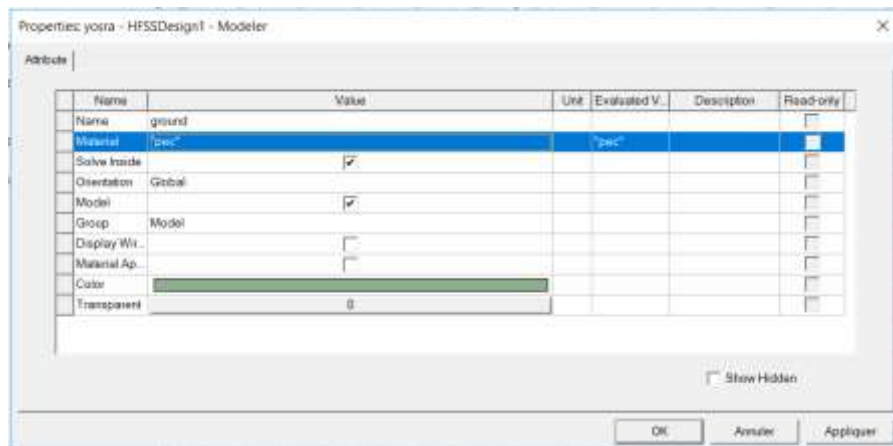 Properties: yosra - HFSSDesign1 - Modeler
Attribute
Name Value Unit Evaluated V... Description Read-only
Name ground
Material "pec" "pec"
Solve Inside
Orientation Global
Model
Group Model
Display Wir...
Material Ap...
Color
Transparent 0
Show Hidden
OK Annuler Appliquer